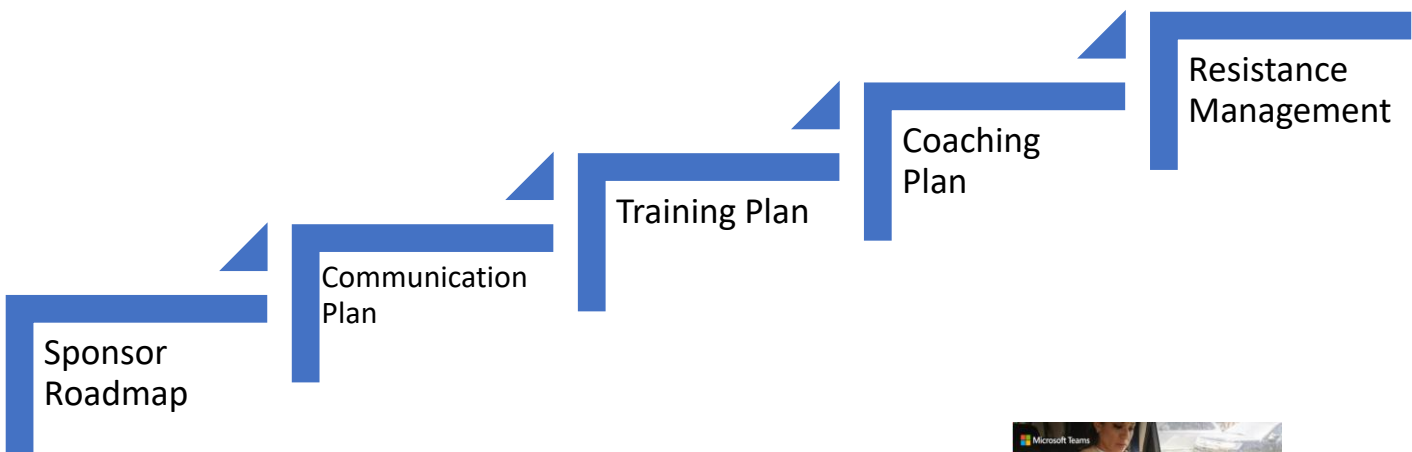 Sponsor
Roadmap
Communication
Plan
Training Plan
Coaching
Plan
Resistance
Management
Microsoft Teams